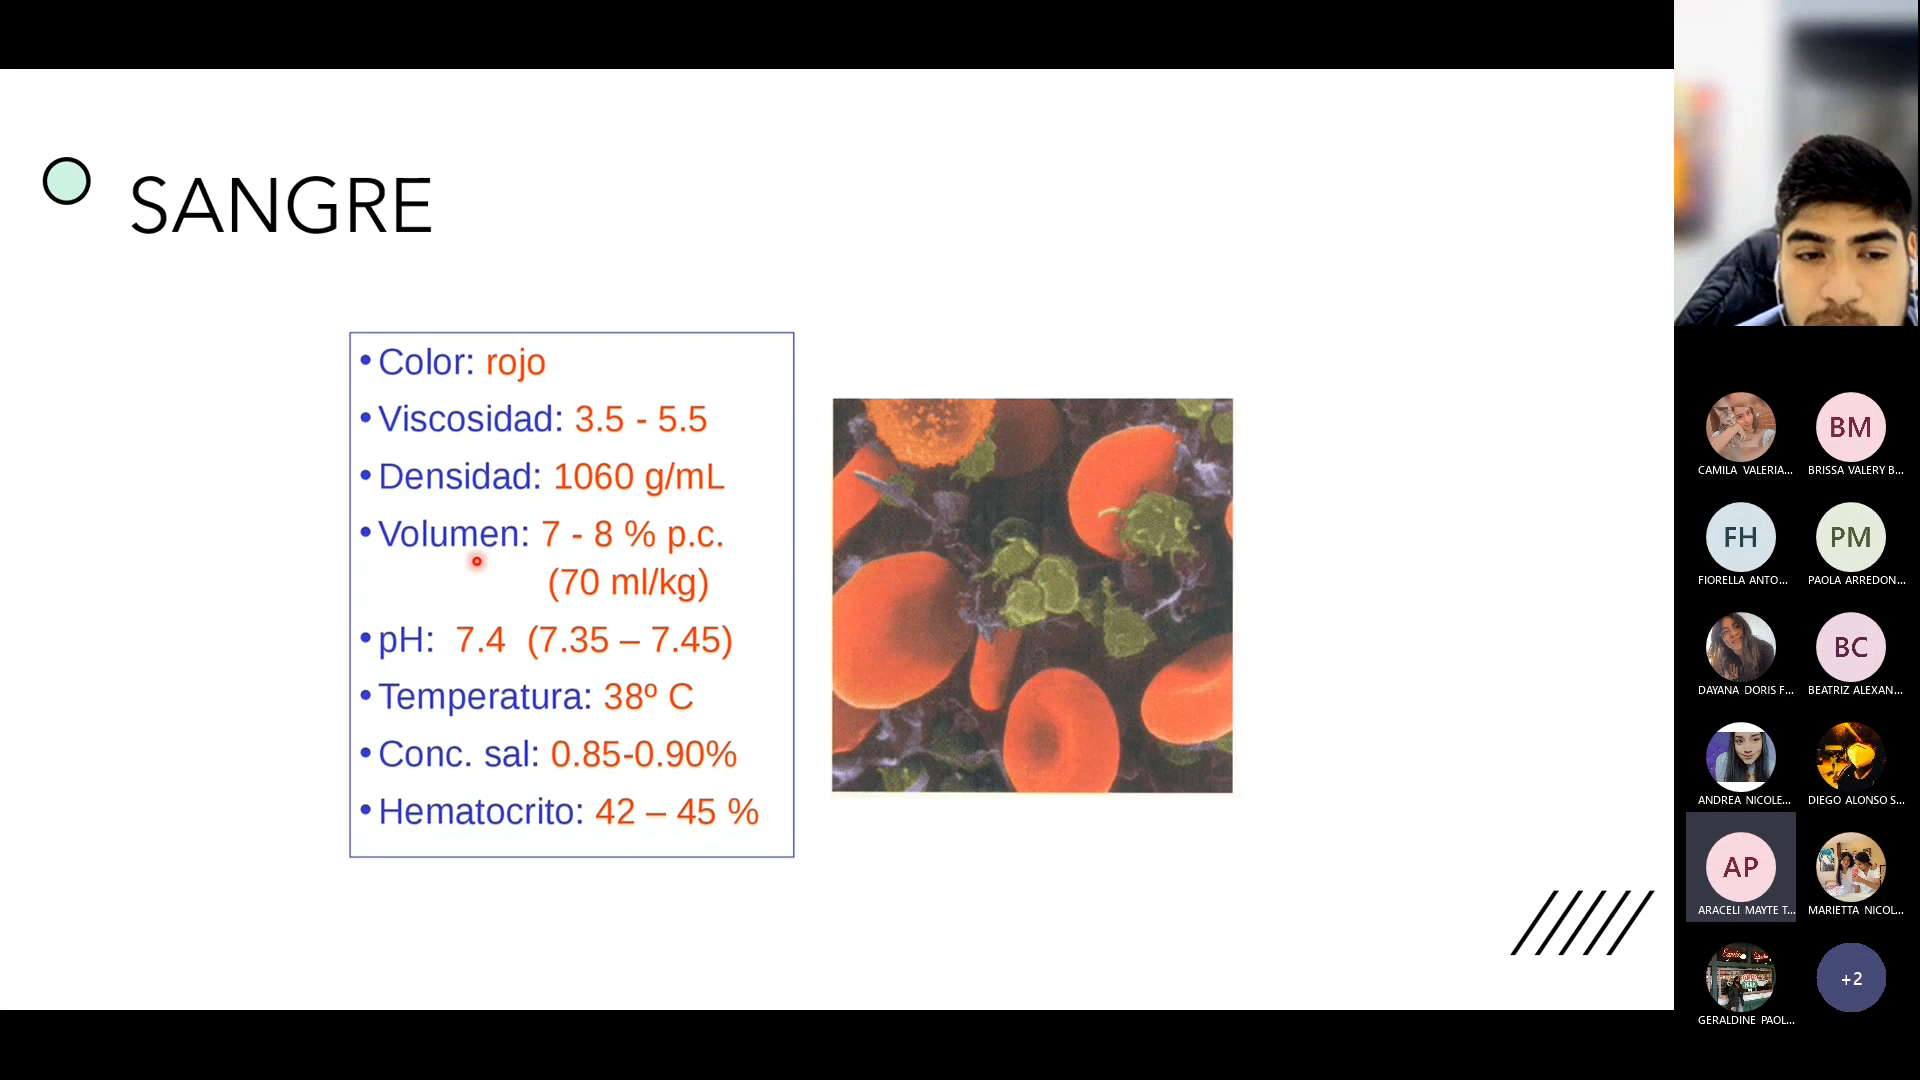 SANGRE
• Color: rojo
• Viscosidad: 3.5 - 5.5
• Densidad: 1060 g/mL
• Volumen: 7 - 8 % p.c.
(70 ml/kg)
• pH: 7.4 (7.35 – 7.45)
• Temperatura: 38º C
• Conc. sal: 0.85-0.90%
• Hematocrito: 42 – 45 %
CAMILA VALERIA...
BM
BRISSA VALERY B...
FH
FIORELLA ANTO...
PM
PAOLA ARREDON...
DAYANA DORIS F...
BC
BEATRIZ ALEXAN...
ANDREA NICOLE...
DIEGO ALONSO S...
AP
ARACELI MAYTE T...
MARIETTA NICOL...
GERALDINE PAOL...
+2